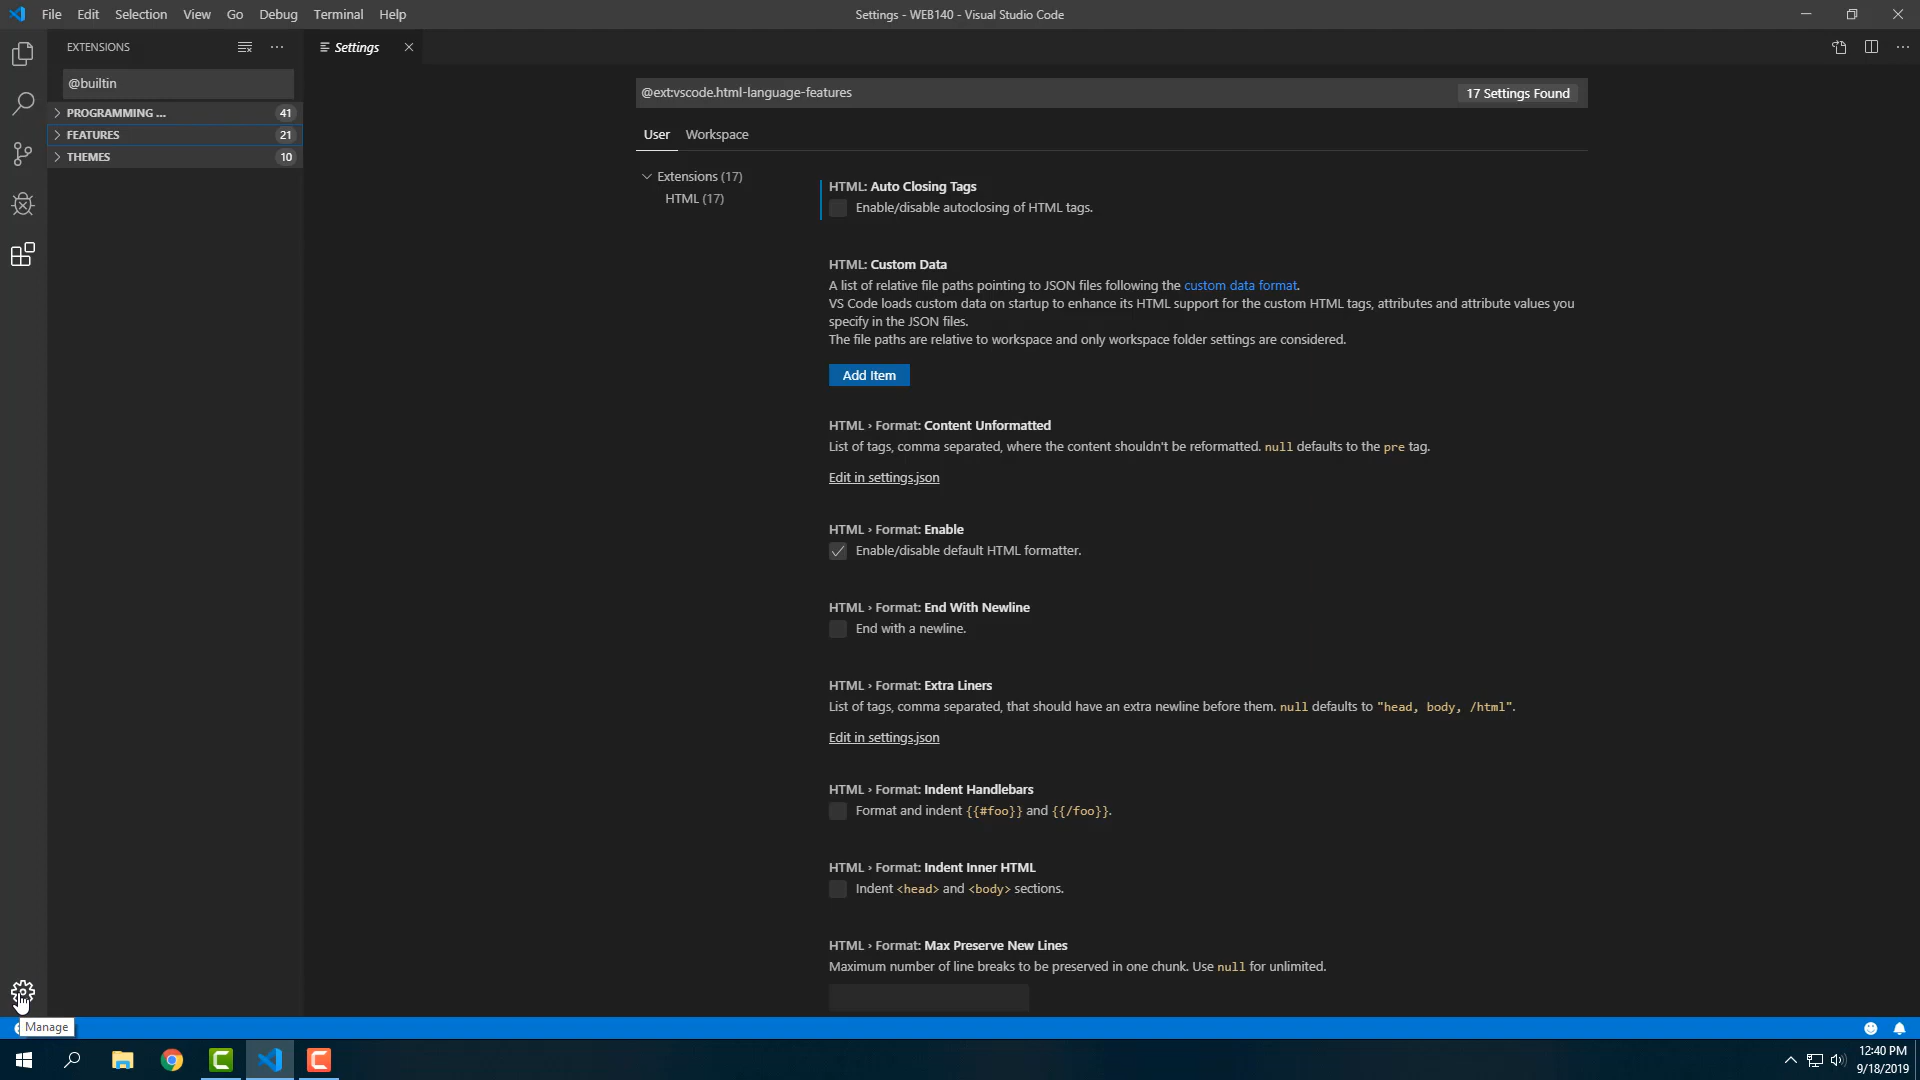 File Edit Selection View Go Debug Terminal Help
Settings - WEB140 - Visual Studio Code
EXTENSIONS
Settings
@builtin
PROGRAMMING ... 41
FEATURES 21
THEMES 10
@ext:vscode.html-language-features
17 Settings Found
User Workspace
Extensions (17)
HTML (17)
HTML: Auto Closing Tags
Enable/disable autoclosing of HTML tags.
HTML: Custom Data
A list of relative file paths pointing to JSON files following the custom data format.
VS Code loads custom data on startup to enhance its HTML support for the custom HTML tags, attributes and attribute values you
specify in the JSON files.
The file paths are relative to workspace and only workspace folder settings are considered.
Add Item
HTML › Format: Content Unformatted
List of tags, comma separated, where the content shouldn't be reformatted. null defaults to the pre tag.
Edit in settings.json
HTML › Format: Enable
Enable/disable default HTML formatter.
HTML › Format: End With Newline
End with a newline.
HTML › Format: Extra Liners
List of tags, comma separated, that should have an extra newline before them. null defaults to "head, body, /html".
Edit in settings.json
HTML › Format: Indent Handlebars
Format and indent {{#foo}} and {{/foo}}.
HTML › Format: Indent Inner HTML
Indent <head> and <body> sections.
HTML › Format: Max Preserve New Lines
Maximum number of line breaks to be preserved in one chunk. Use null for unlimited.
Manage
12:40 PM
9/18/2019